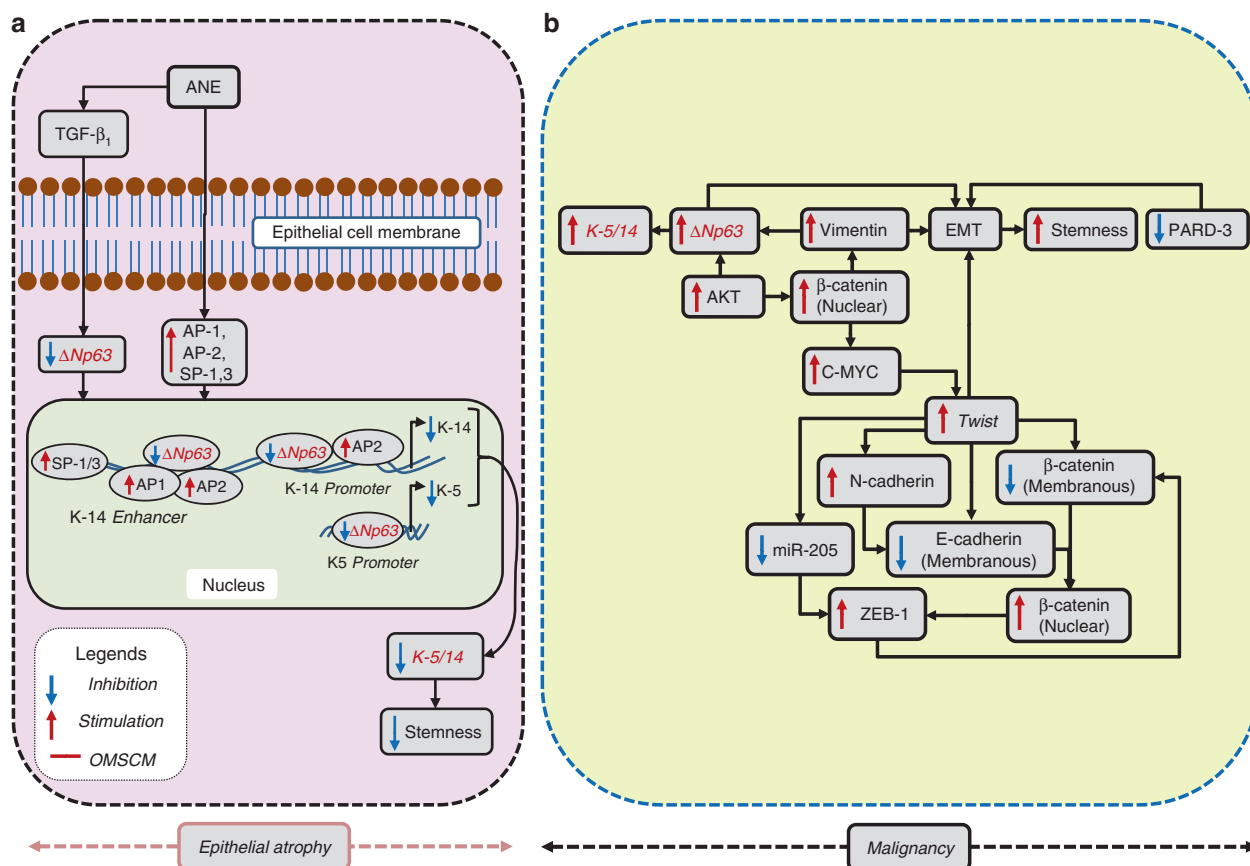 a
ANE
TGF-β1
Epithelial cell membrane
ΔNp63
AP-1,
AP-2,
SP-1,3
SP-1/3
ΔNp63
AP1
AP2
K-14 Enhancer
ΔNp63
AP2
K-14
K-14 Promoter
K-5
ΔNp63
K5 Promoter
Nucleus
K-5/14
Stemness
Legends
Inhibition
Stimulation
OMSCM
Epithelial atrophy
b
K-5/14
ΔNp63
Vimentin
EMT
Stemness
PARD-3
AKT
β-catenin
(Nuclear)
C-MYC
Twist
N-cadherin
β-catenin
(Membranous)
miR-205
E-cadherin
(Membranous)
ZEB-1
β-catenin
(Nuclear)
Malignancy